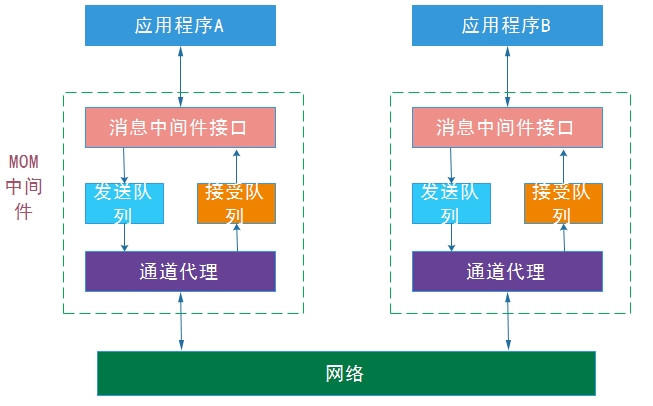 应用程序A
应用程序B
消息中间件接口
消息中间件接口
MOM
中间
件
发送队
列
接受队
列
发送队
列
接受队
列
通道代理
通道代理
网络